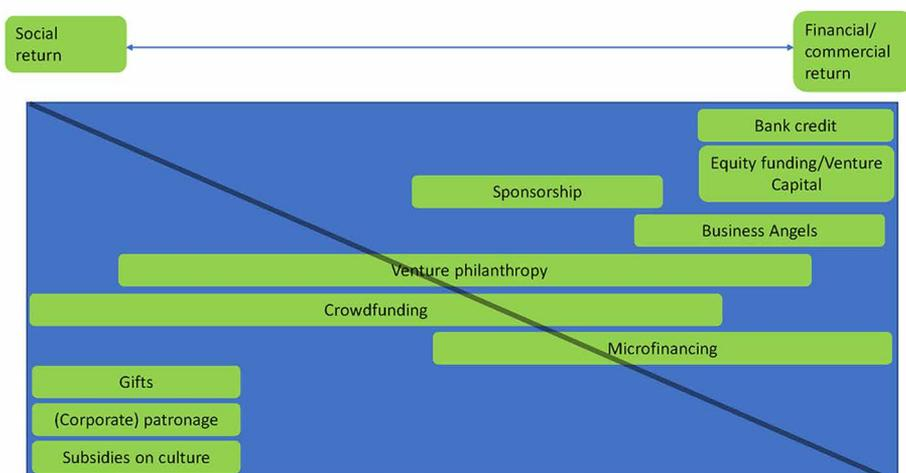 Social
return
Financial/
commercial
return
Bank credit
Equity funding/Venture
Capital
Sponsorship
Business Angels
Venture philanthropy
Crowdfunding
Microfinancing
Gifts
(Corporate) patronage
Subsidies on culture